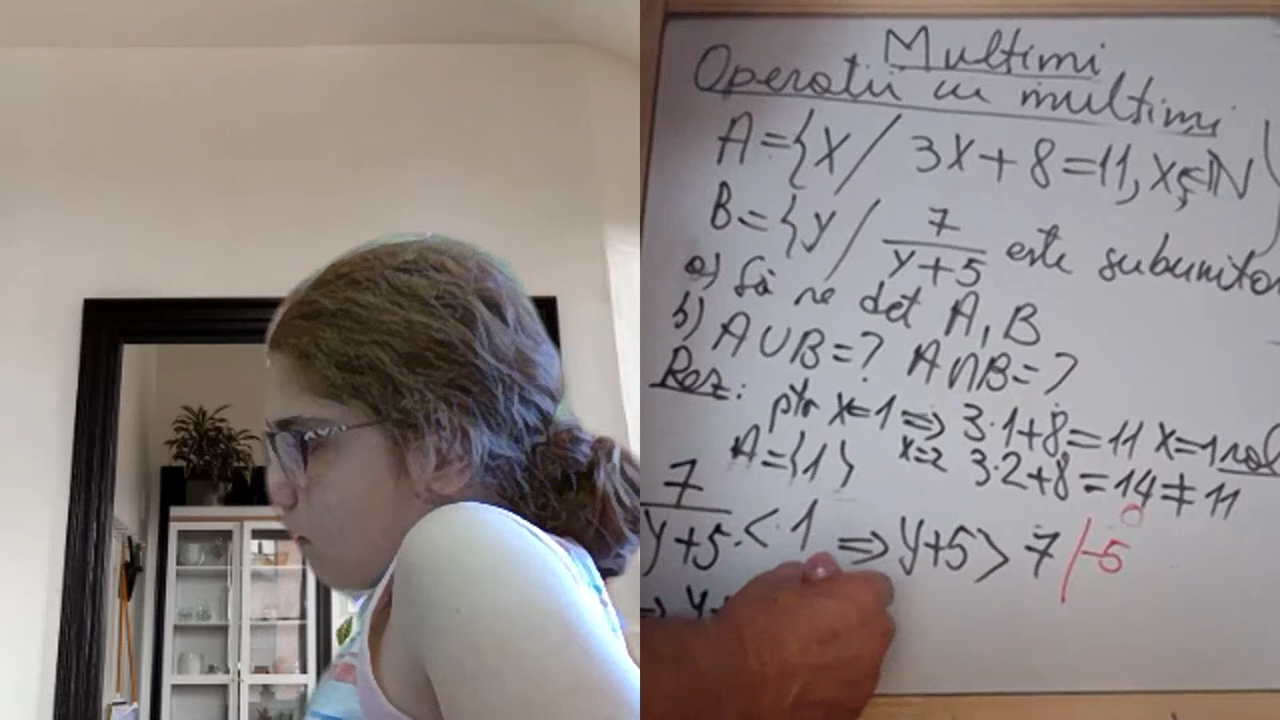 Multimi
Operatii cu multimi
A={x/ 3x+8=11, x∈ℕ
B={y/ 7/y+5 este subunitar
a) Să se det A, B
b) A∪B=? A∩B=?
Rez: ptr x=1 ⇒ 3·1+8=11 x=1 sol
A={1} x=2 3·2+8=14≠11
7/y+5 <1 ⇒ y+5>7 /-5